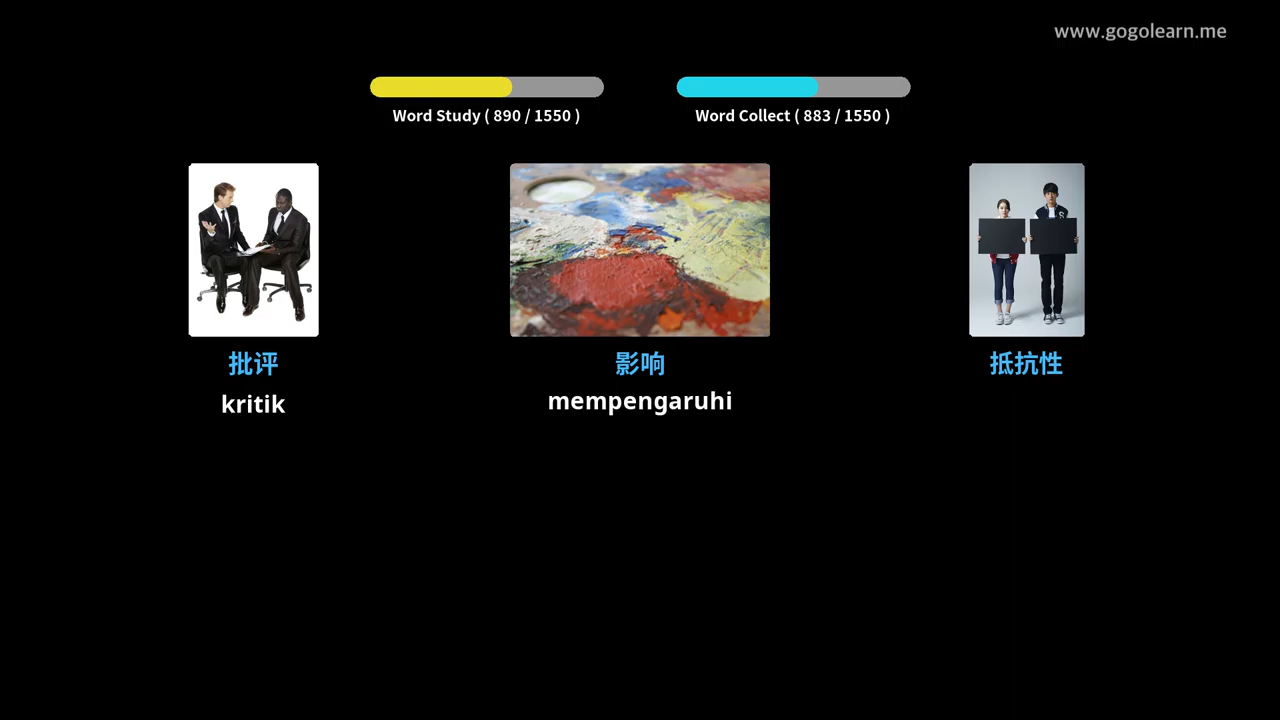 www.gogolearn.me
Word Study ( 890 / 1550 )
Word Collect ( 883 / 1550 )
批评
影响
抵抗性
kritik
mempengaruhi